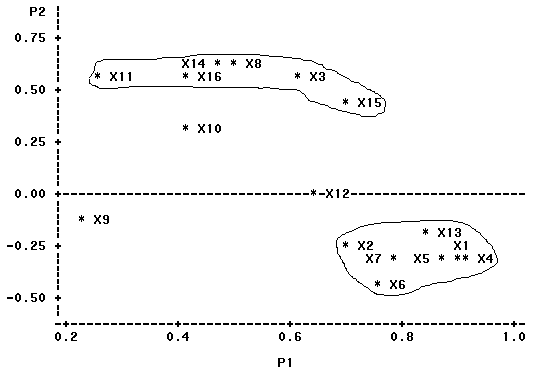 P2
0.75
X14 * * X8
* X11 * X16 * X3
0.50
* X15
* X10
0.25
0.00 * X12
* X9
* X13
-0.25 * X2 X1
X7 * X5 * * * X4
* X6
-0.50
0.2 0.4 0.6 0.8 1.0
P1